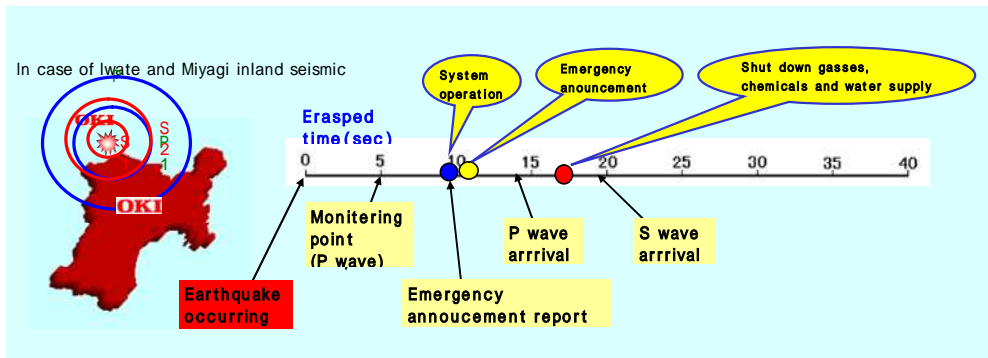 In case of Iwate and Miyagi inland seismic
System
operation
Emergency
anouncement
Shut down gasses,
chemicals and water supply
Erasped
time(sec)
0 5 10 15 20 25 30 35 40
OKI
S
P
S
P
2
1
OKI
Monitering
point
(P wave)
P wave
arrrival
S wave
arrrival
Earthquake
occurring
Emergency
annoucement report